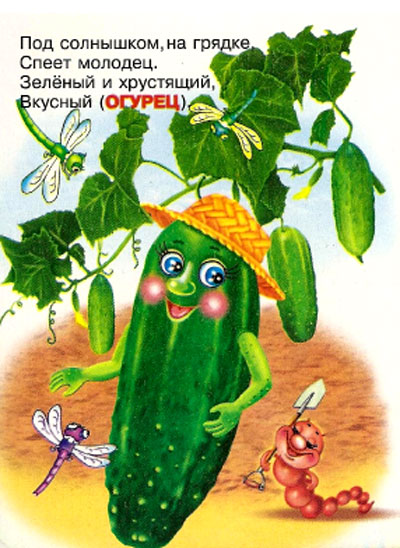 Под солнышком, на грядке
Спеет молодец.
Зелёный и хрустящий,
Вкусный (ОГУРЕЦ).